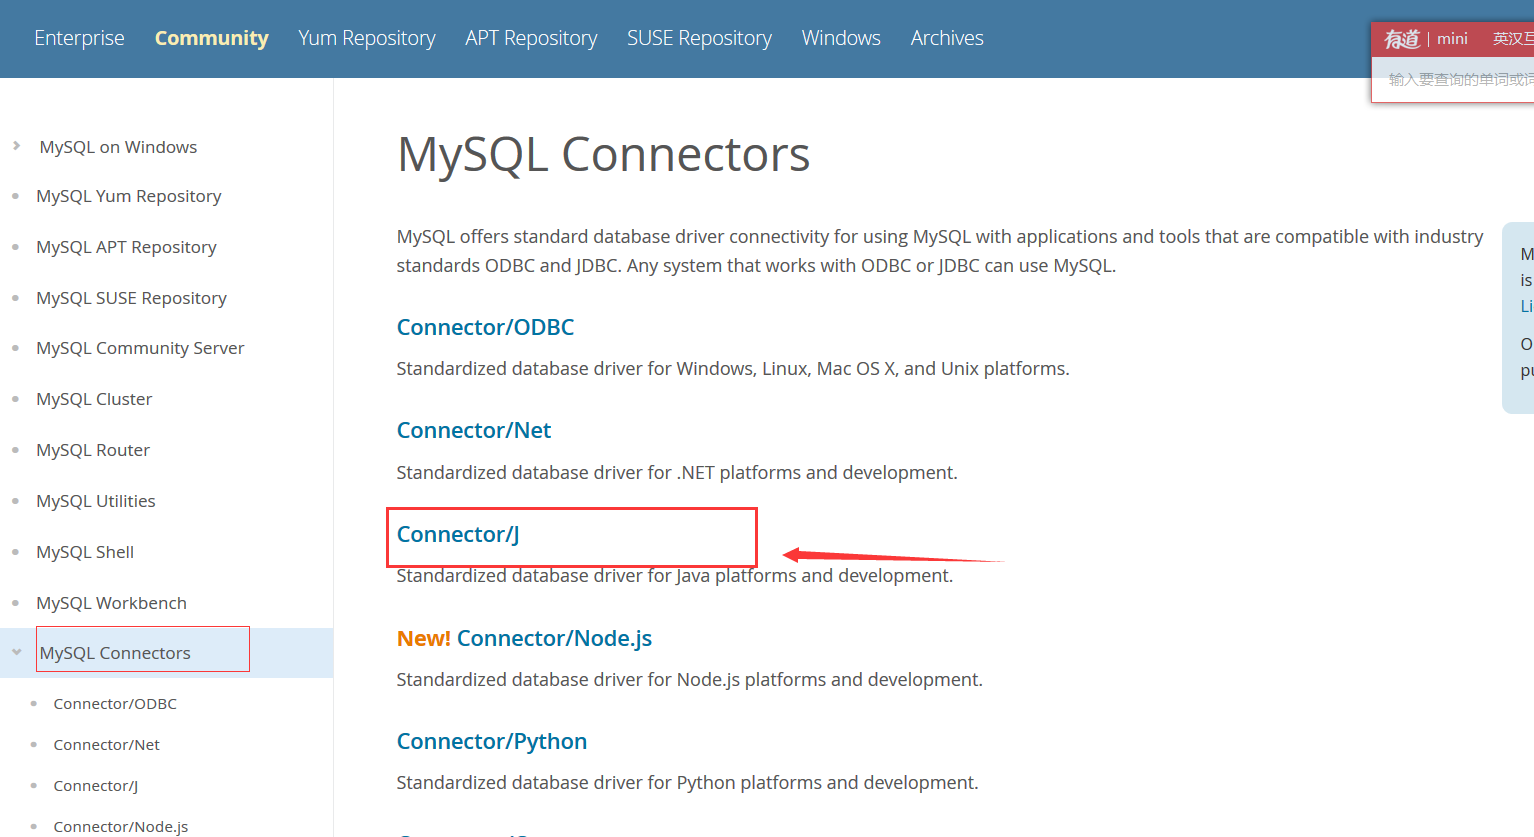 Enterprise Community Yum Repository APT Repository SUSE Repository Windows Archives
有道 | mini 英汉互
输入要查询的单词或词
MySQL on Windows
MySQL Yum Repository
MySQL APT Repository
MySQL SUSE Repository
MySQL Community Server
MySQL Cluster
MySQL Router
MySQL Utilities
MySQL Shell
MySQL Workbench
MySQL Connectors
Connector/ODBC
Connector/Net
Connector/J
Connector/Node.js
MySQL Connectors
MySQL offers standard database driver connectivity for using MySQL with applications and tools that are compatible with industry
standards ODBC and JDBC. Any system that works with ODBC or JDBC can use MySQL.
Connector/ODBC
Standardized database driver for Windows, Linux, Mac OS X, and Unix platforms.
Connector/Net
Standardized database driver for .NET platforms and development.
Connector/J
Standardized database driver for Java platforms and development.
New! Connector/Node.js
Standardized database driver for Node.js platforms and development.
Connector/Python
Standardized database driver for Python platforms and development.
is